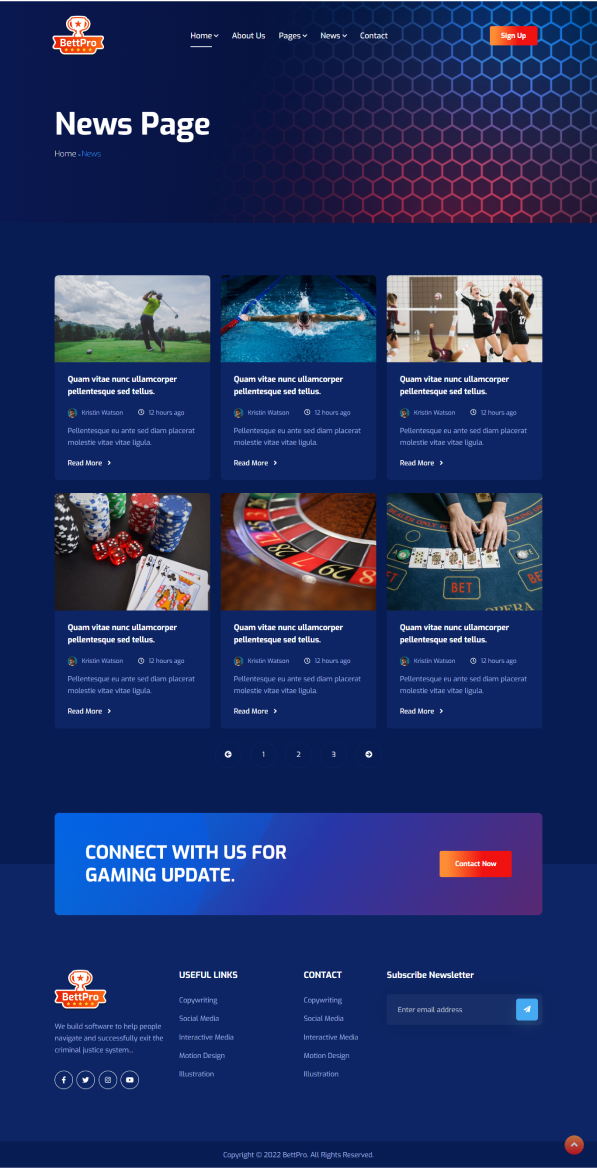 BettPro
Home About Us Pages News Contact
Sign Up
News Page
Home - News
Quam vitae nunc ullamcorper
pellentesque sed tellus.
Kristin Watson 12 hours ago
Pellentesque eu ante sed diam placerat
molestie vitae vitae ligula.
Read More
Quam vitae nunc ullamcorper
pellentesque sed tellus.
Kristin Watson 12 hours ago
Pellentesque eu ante sed diam placerat
molestie vitae vitae ligula.
Read More
17
Quam vitae nunc ullamcorper
pellentesque sed tellus.
Kristin Watson 12 hours ago
Pellentesque eu ante sed diam placerat
molestie vitae vitae ligula.
Read More
Quam vitae nunc ullamcorper
pellentesque sed tellus.
Kristin Watson 12 hours ago
Pellentesque eu ante sed diam placerat
molestie vitae vitae ligula.
Read More
7 28
Quam vitae nunc ullamcorper
pellentesque sed tellus.
Kristin Watson 12 hours ago
Pellentesque eu ante sed diam placerat
molestie vitae vitae ligula.
Read More
DEALER ONLY
BET
BET
BE
OPERA
Quam vitae nunc ullamcorper
pellentesque sed tellus.
Kristin Watson 12 hours ago
Pellentesque eu ante sed diam placerat
molestie vitae vitae ligula.
Read More
1 2 3
CONNECT WITH US FOR
GAMING UPDATE.
Contact Now
BettPro
We build software to help people
navigate and successfully exit the
criminal justice system...
USEFUL LINKS
Copywriting
Social Media
Interactive Media
Motion Design
Illustration
CONTACT
Copywriting
Social Media
Interactive Media
Motion Design
Illustration
Subscribe Newsletter
Enter email address
Copyright © 2022 BettPro. All Rights Reserved.